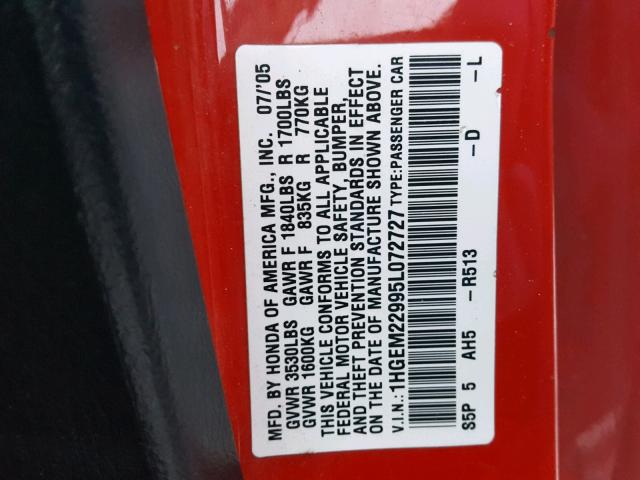 MFD. BY HONDA OF AMERICA MFG., INC. 07/'05
GVWR 3530LBS GAWR F 1840LBS R 1700LBS
GVWR 1600KG GAWR F 835KG R 770KG
THIS VEHICLE CONFORMS TO ALL APPLICABLE
FEDERAL MOTOR VEHICLE SAFETY, BUMPER,
AND THEFT PREVENTION STANDARDS IN EFFECT
ON THE DATE OF MANUFACTURE SHOWN ABOVE.
V.I.N.: 1HGEM22995L072727 TYPE:PASSENGER CAR
S5P 5 AH5 -R513 -D -L